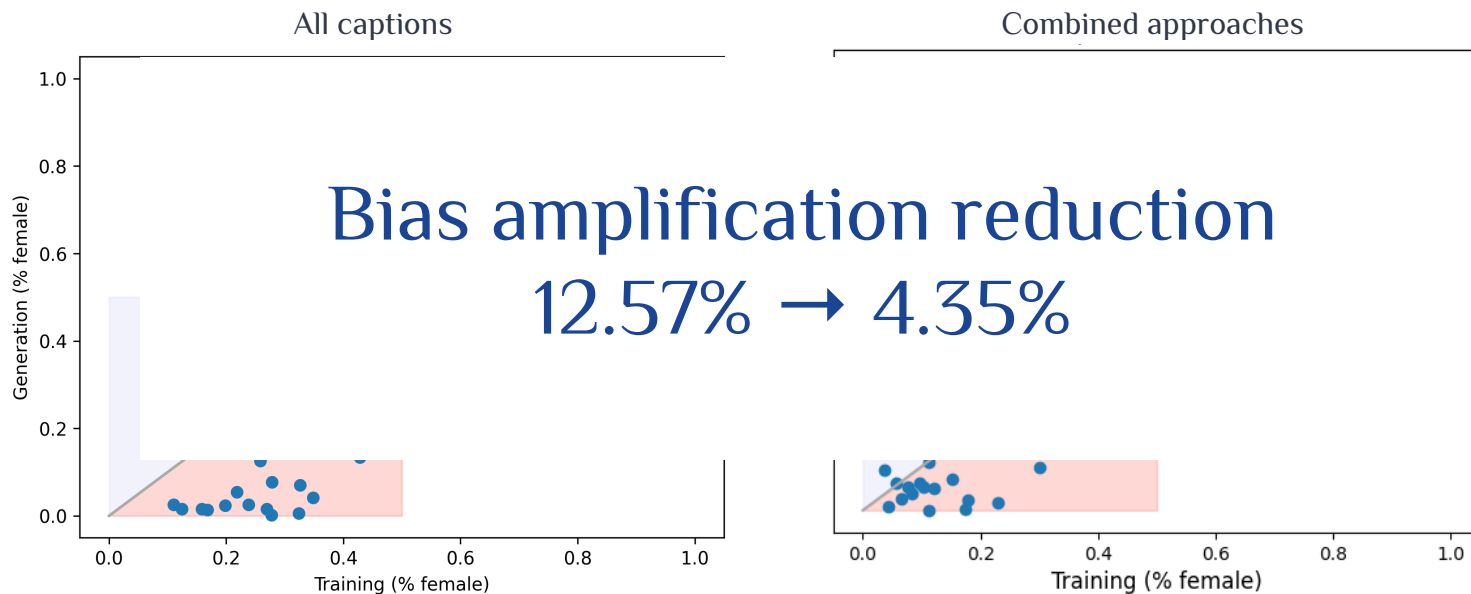 All captions
Combined approaches
1.0
0.8
0.6
0.4
0.2
0.0
Generation (% female)
Bias amplification reduction
12.57% → 4.35%
0.0 0.2 0.4 0.6 0.8 1.0
Training (% female)
0.0 0.2 0.4 0.6 0.8 1.0
Training (% female)